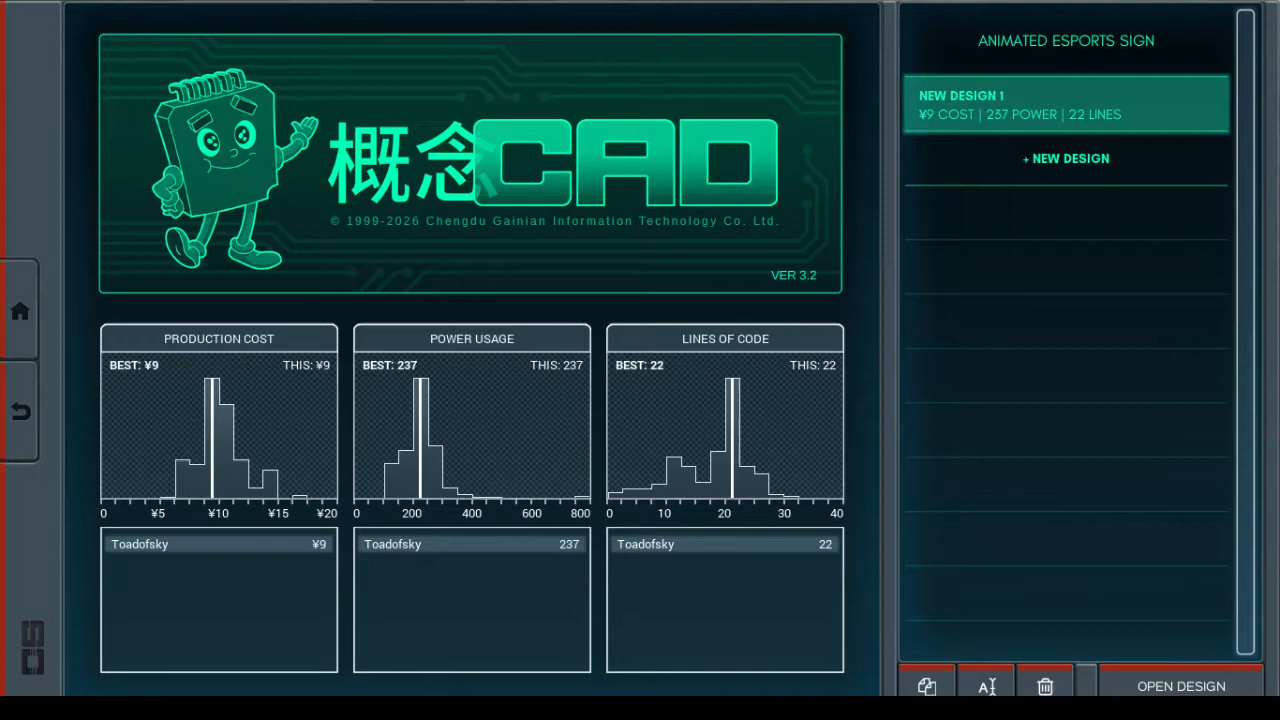 概念CAD
© 1999-2026 Chengdu Gainian Information Technology Co. Ltd.
VER 3.2
PRODUCTION COST
BEST: ¥9 THIS: ¥9
0 ¥5 ¥10 ¥15 ¥20
Toadofsky ¥9
POWER USAGE
BEST: 237 THIS: 237
0 200 400 600 800
Toadofsky 237
LINES OF CODE
BEST: 22 THIS: 22
0 10 20 30 40
Toadofsky 22
ANIMATED ESPORTS SIGN
NEW DESIGN 1
¥9 COST | 237 POWER | 22 LINES
+ NEW DESIGN
A
OPEN DESIGN